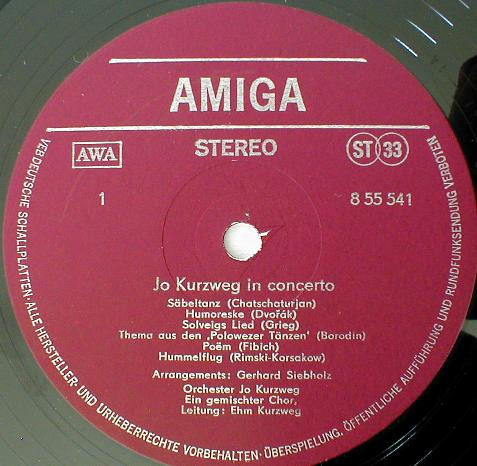 AMIGA
AWA
STEREO
ST 33
1
8 55 541
Jo Kurzweg in concerto
Säbeltanz (Chatschaturjan)
Humoreske (Dvořák)
Solveigs Lied (Grieg)
Thema aus den ‚Polowezer Tänzen' (Borodin)
Poëm (Fibich)
Hummelflug (Rimski-Korsakow)
Arrangements: Gerhard Siebholz
Orchester Jo Kurzweg
Ein gemischter Chor,
Leitung: Ehm Kurzweg
VEB DEUTSCHE SCHALLPLATTEN · ALLE HERSTELLER- UND URHEBERRECHTE VORBEHALTEN · ÜBERSPIELUNG, ÖFFENTLICHE AUFFÜHRUNG UND RUNDFUNKSENDUNG VERBOTEN